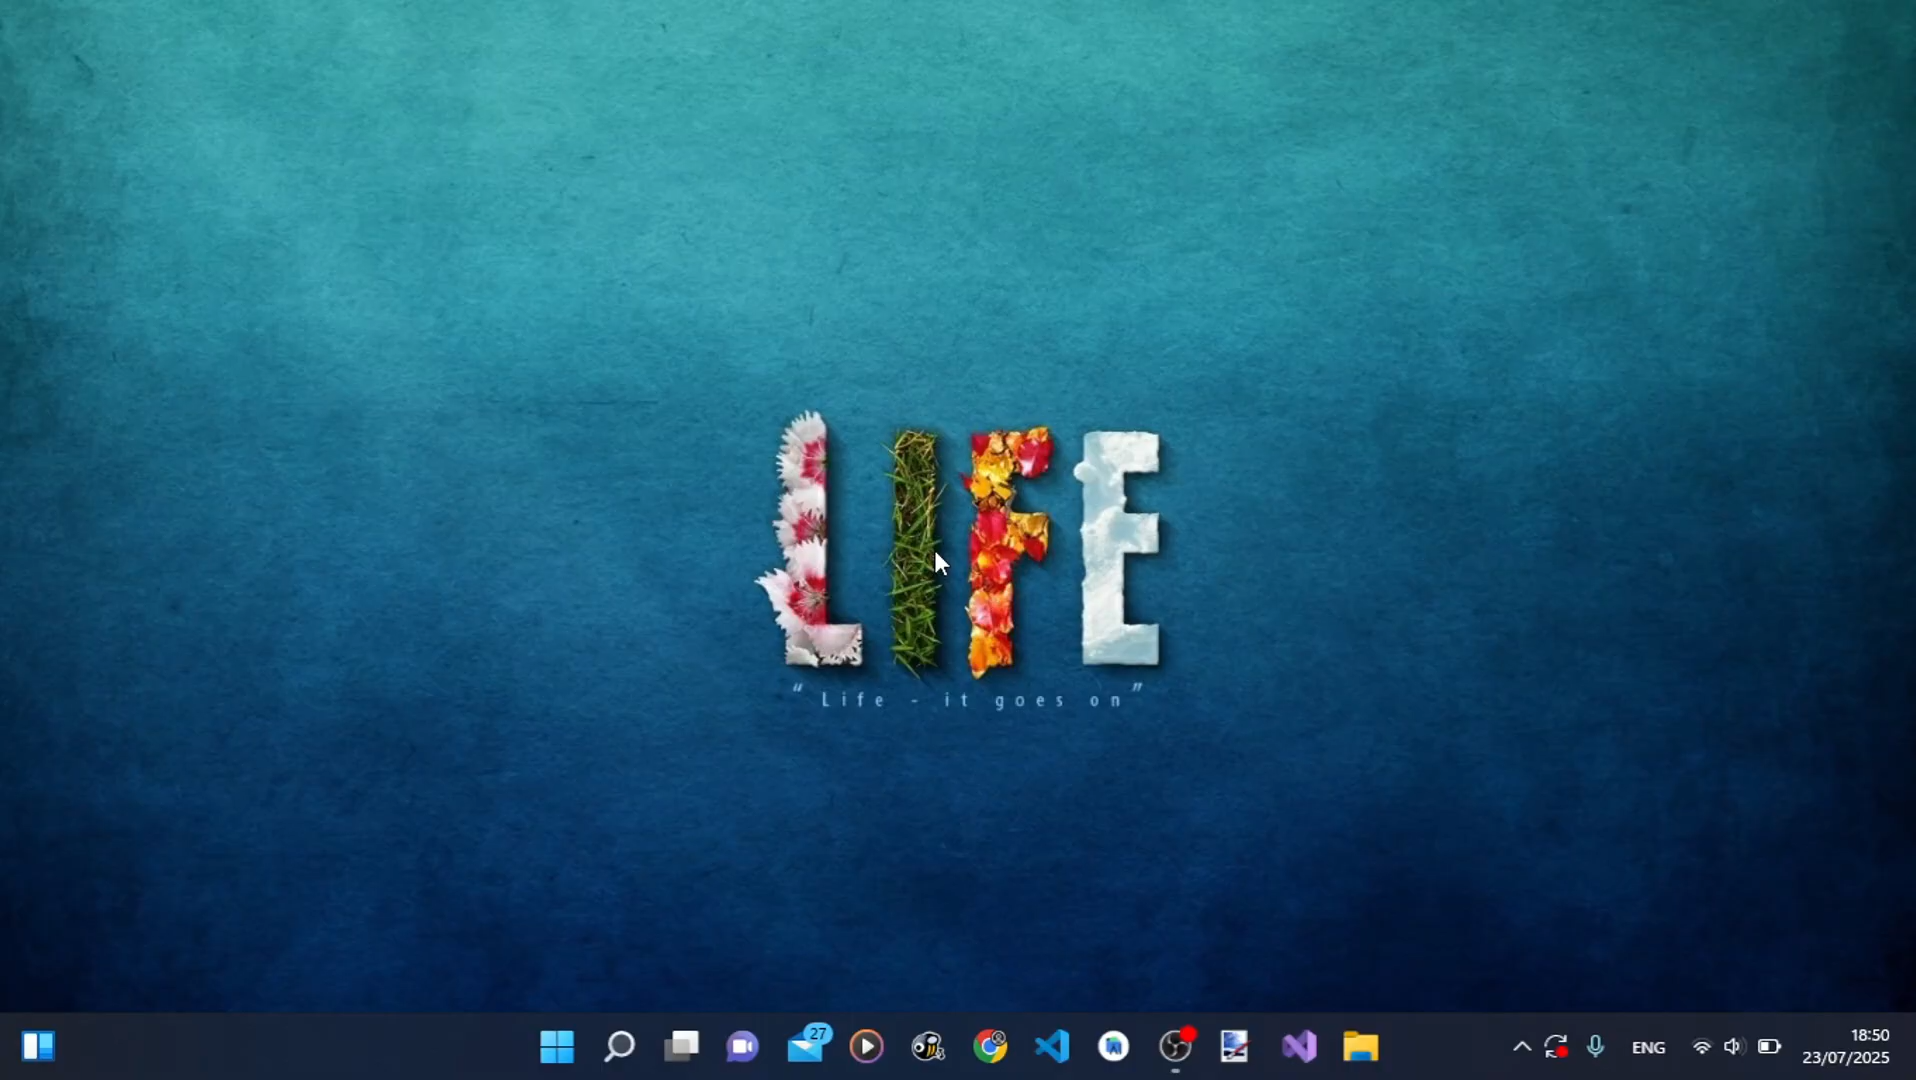 LIFE
“ Life - it goes on ”
27
ENG
18:50
23/07/2025